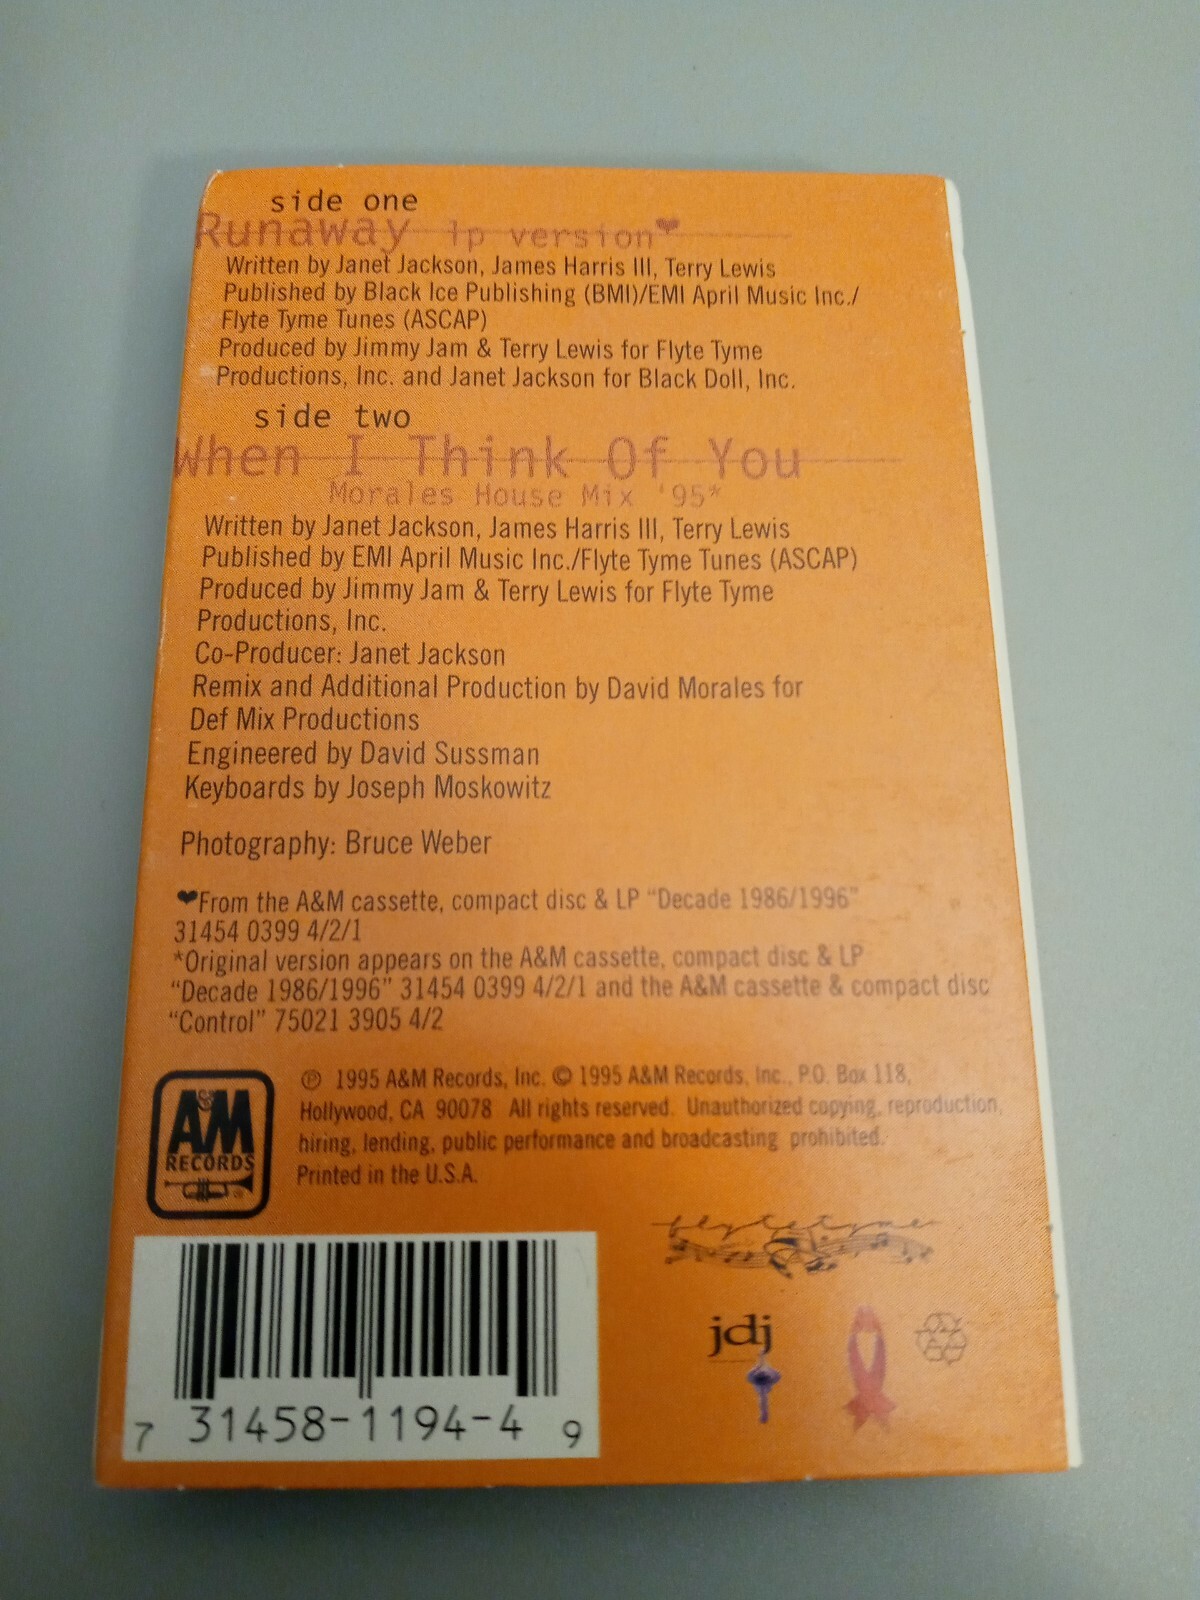 side one
Runaway lp version❤
Written by Janet Jackson, James Harris III, Terry Lewis
Published by Black Ice Publishing (BMI)/EMI April Music Inc./
Flyte Tyme Tunes (ASCAP)
Produced by Jimmy Jam & Terry Lewis for Flyte Tyme
Productions, Inc. and Janet Jackson for Black Doll, Inc.
side two
When I Think Of You
Morales House Mix '95*
Written by Janet Jackson, James Harris III, Terry Lewis
Published by EMI April Music Inc./Flyte Tyme Tunes (ASCAP)
Produced by Jimmy Jam & Terry Lewis for Flyte Tyme
Productions, Inc.
Co-Producer: Janet Jackson
Remix and Additional Production by David Morales for
Def Mix Productions
Engineered by David Sussman
Keyboards by Joseph Moskowitz
Photography: Bruce Weber
❤From the A&M cassette, compact disc & LP "Decade 1986/1996"
31454 0399 4/2/1
*Original version appears on the A&M cassette, compact disc & LP
"Decade 1986/1996" 31454 0399 4/2/1 and the A&M cassette & compact disc
"Control" 75021 3905 4/2
A&M
RECORDS
®
℗ 1995 A&M Records, Inc. © 1995 A&M Records, Inc., P.O. Box 118,
Hollywood, CA 90078 All rights reserved. Unauthorized copying, reproduction,
hiring, lending, public performance and broadcasting prohibited.
Printed in the U.S.A.
flytetyme
jdj
7 31458-1194-4 9